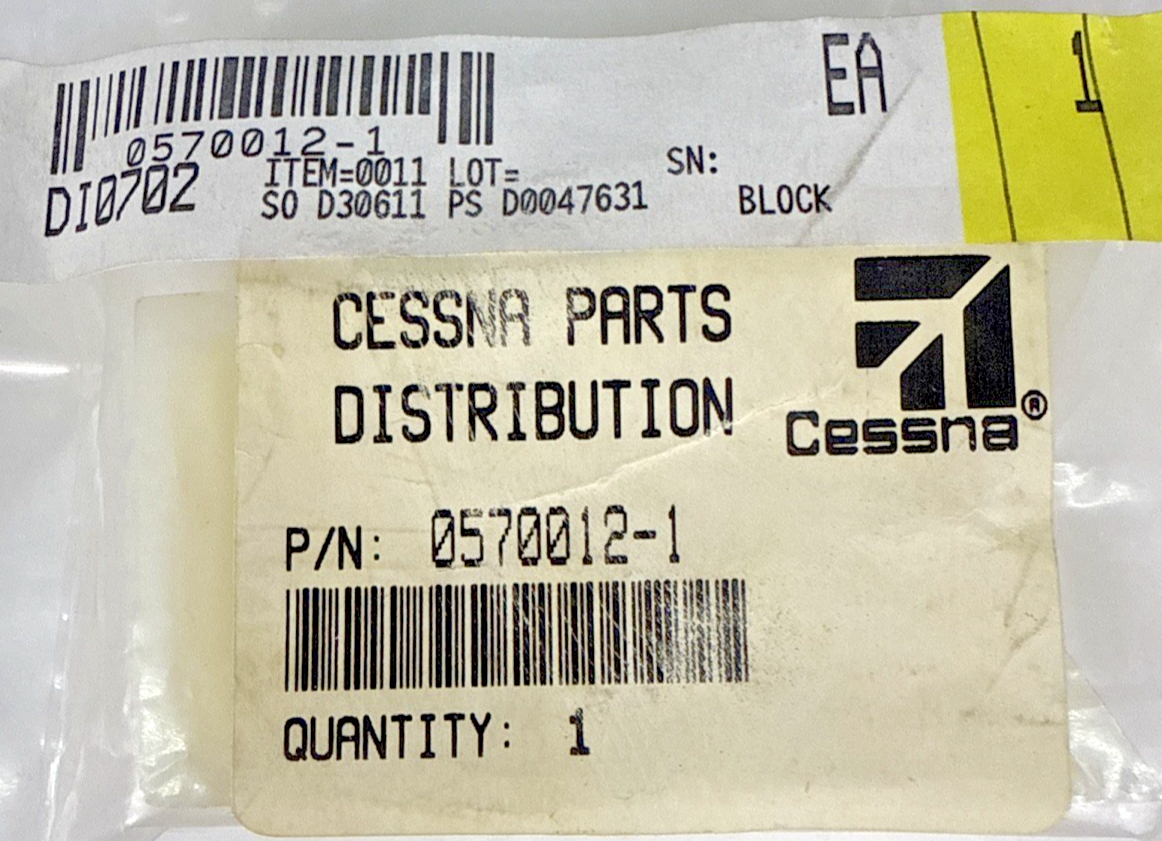 EA 1
0570012-1
DI0702 ITEM=0011 LOT= SN:
SO D30611 PS D0047631 BLOCK
CESSNA PARTS
DISTRIBUTION
Cessna®
P/N: 0570012-1
QUANTITY: 1